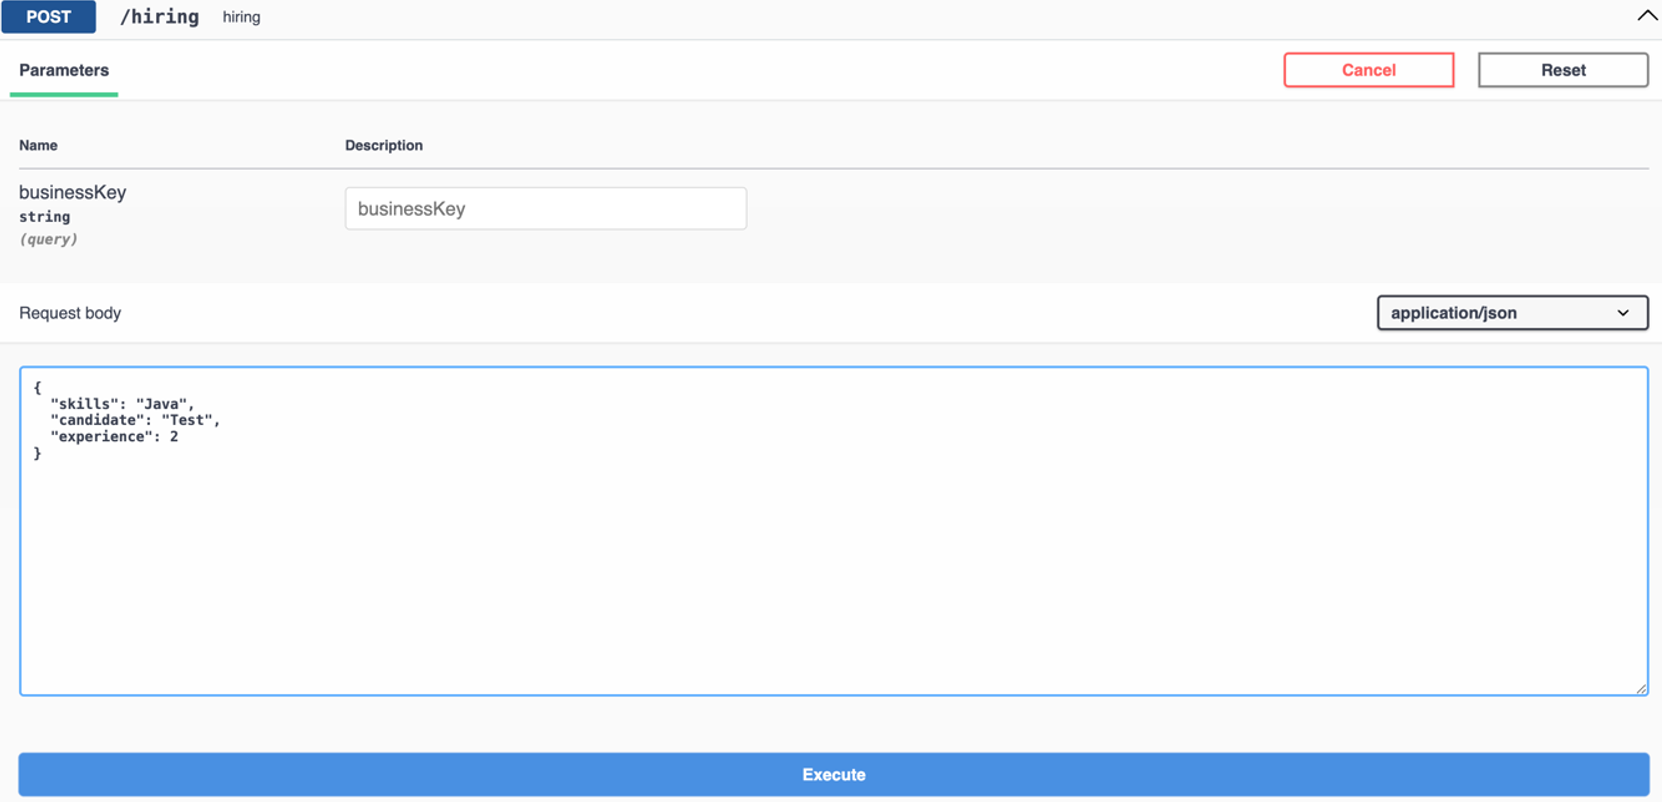 POST /hiring hiring
Parameters Cancel Reset
Name Description
businessKey
string
(query)
businessKey
Request body application/json
{
"skills": "Java",
"candidate": "Test",
"experience": 2
}
Execute